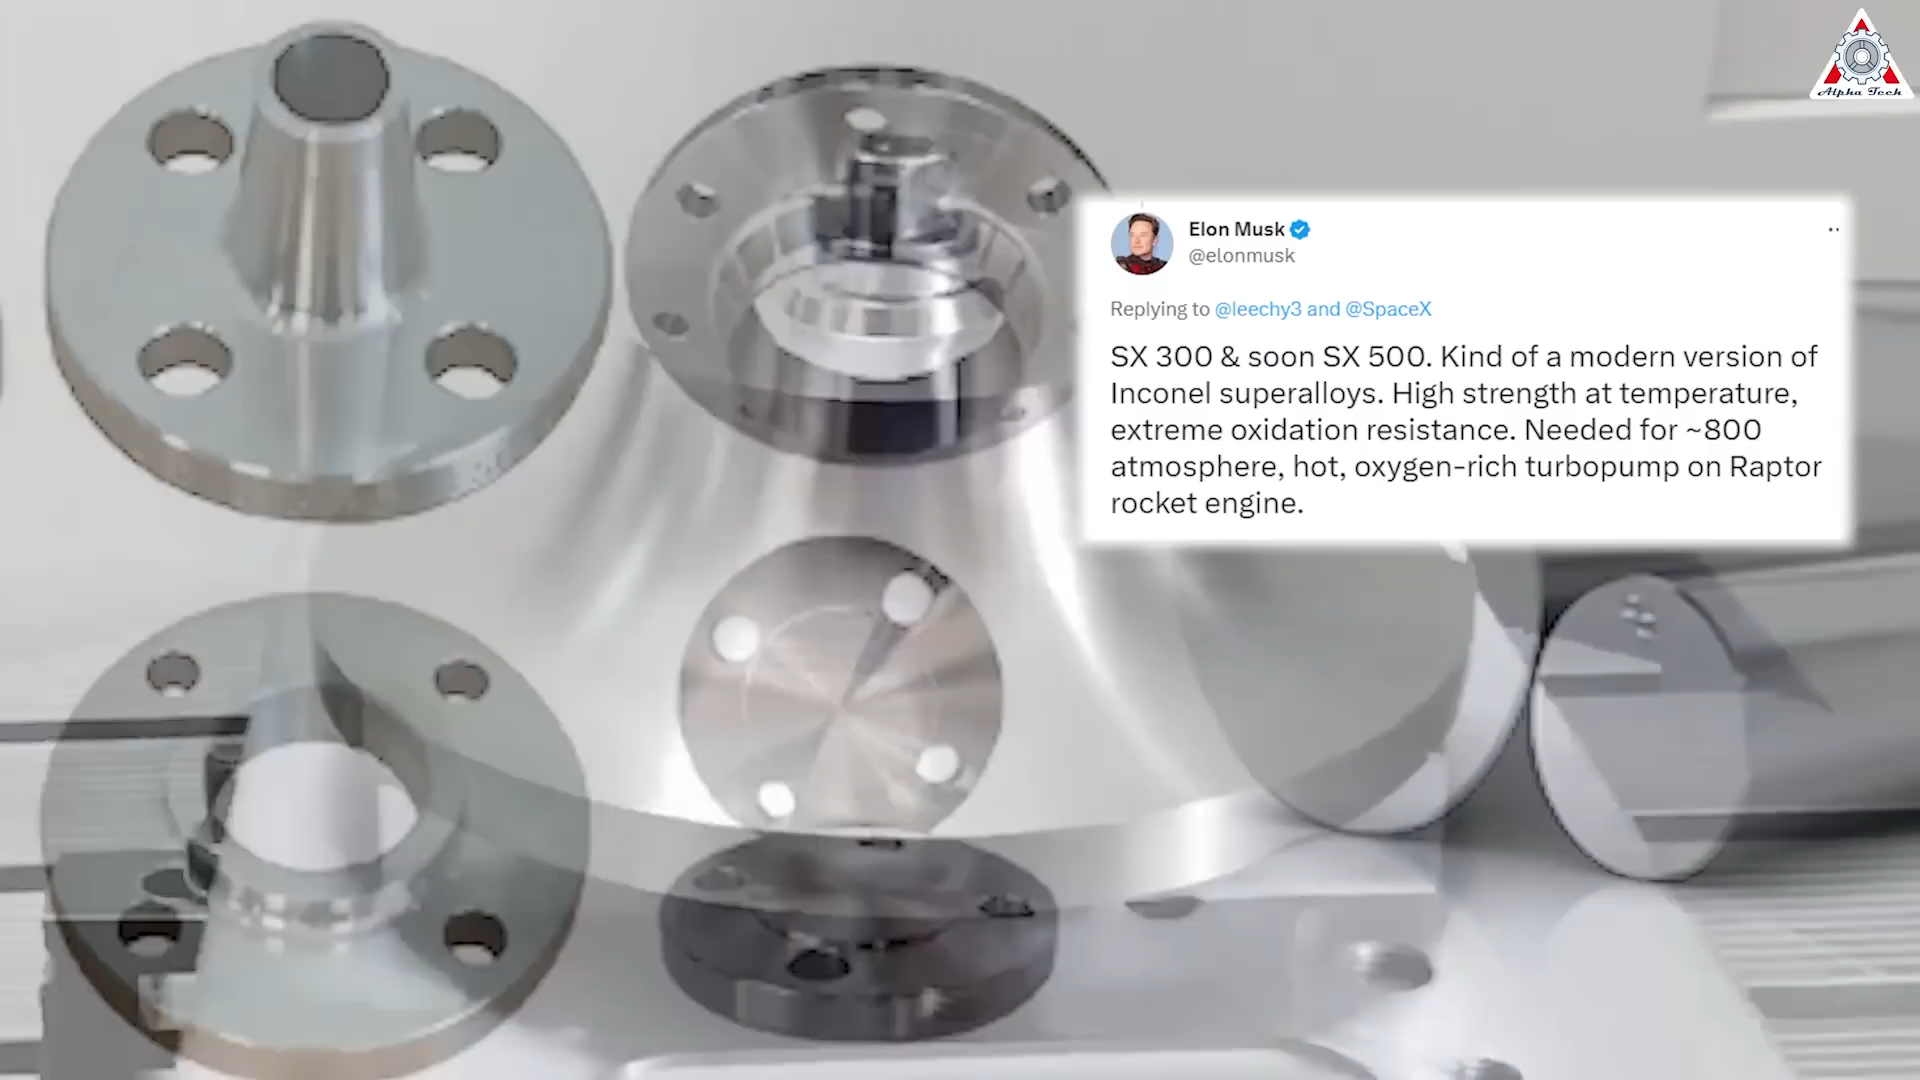 Alpha Tech
Elon Musk
@elonmusk
Replying to @leechy3 and @SpaceX
SX 300 & soon SX 500. Kind of a modern version of
Inconel superalloys. High strength at temperature,
extreme oxidation resistance. Needed for ~800
atmosphere, hot, oxygen-rich turbopump on Raptor
rocket engine.